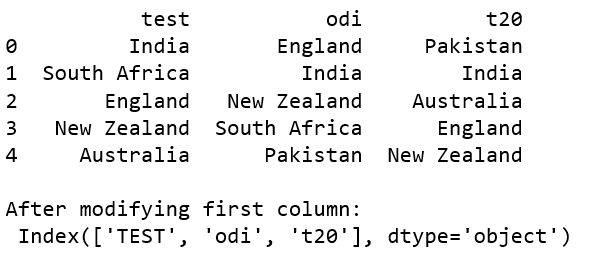 test odi t20
0 India England Pakistan
1 South Africa India India
2 England New Zealand Australia
3 New Zealand South Africa England
4 Australia Pakistan New Zealand
After modifying first column:
Index(['TEST', 'odi', 't20'], dtype='object')